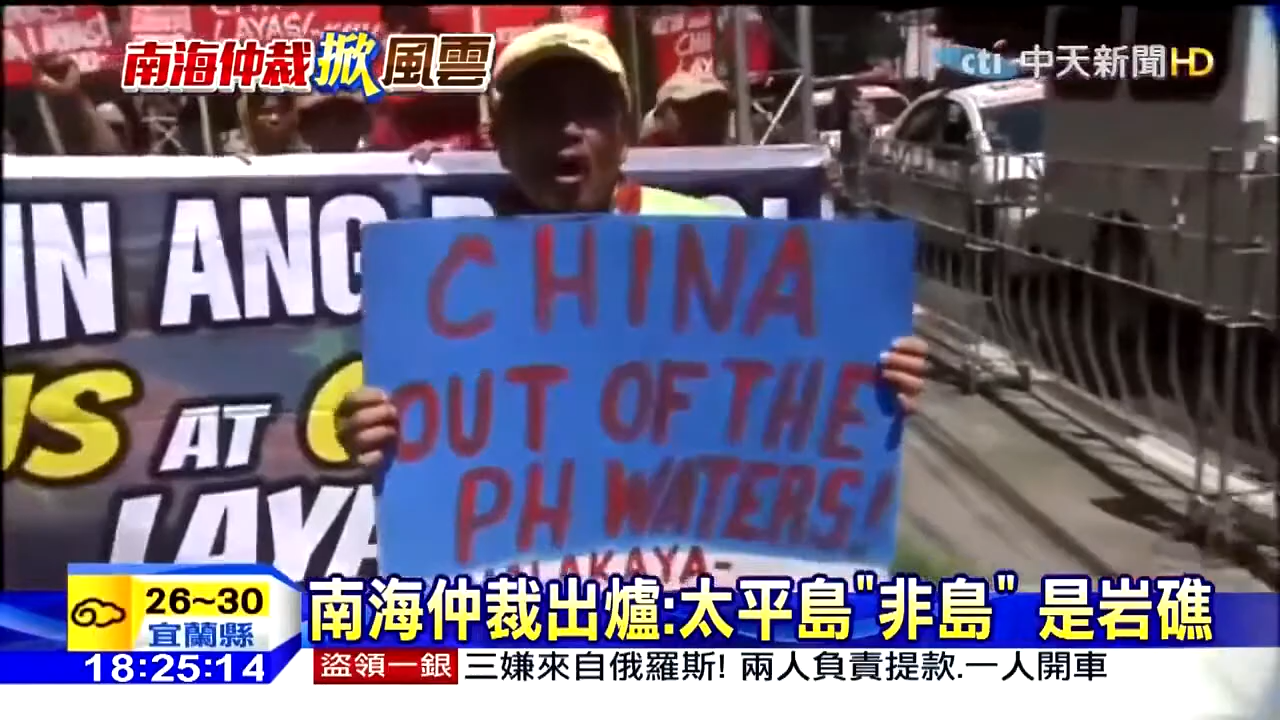 南海仲裁掀風雲
cti 中天新聞HD
LAYAS!
IN ANG
AT
LAYA
CHINA
OUT OF THE
PH WATERS!
LAKAYA-
26~30
宜蘭縣
18:25:14
南海仲裁出爐:太平島"非島" 是岩礁
盜領一銀 三嫌來自俄羅斯! 兩人負責提款.一人開車